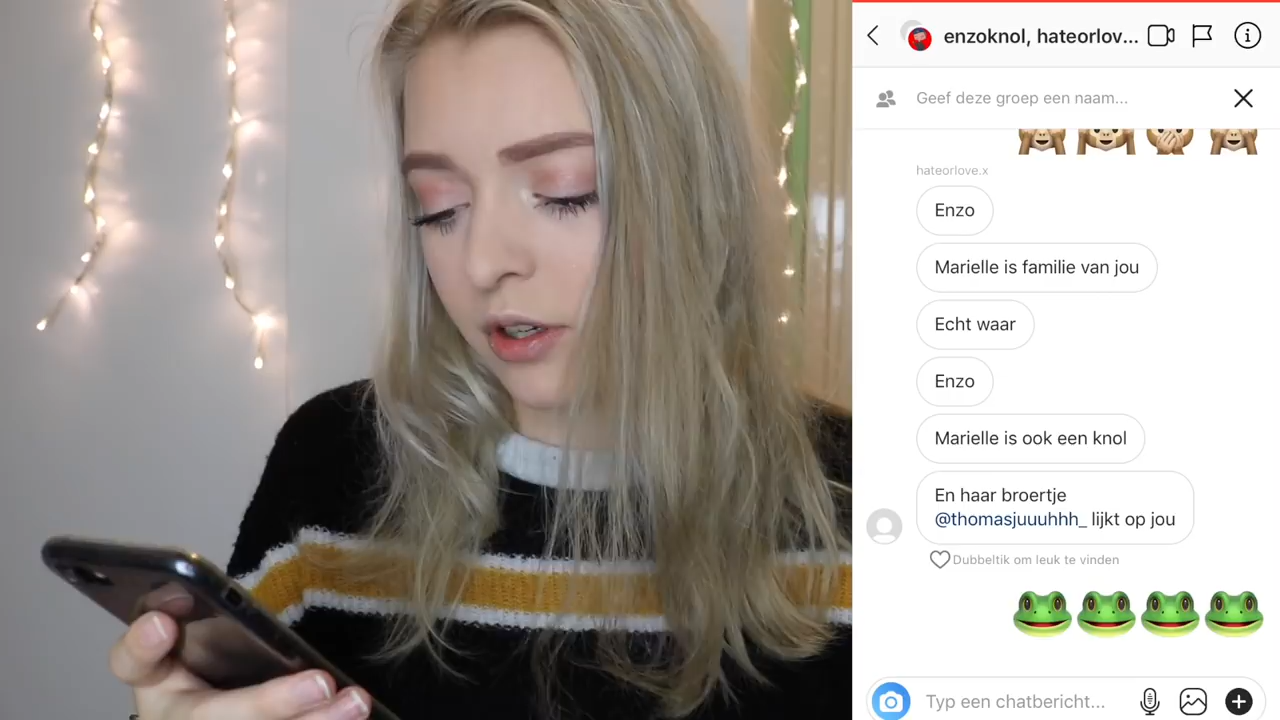 enzoknol, hateorlov...
Geef deze groep een naam...
hateorlove.x
Enzo
Marielle is familie van jou
Echt waar
Enzo
Marielle is ook een knol
En haar broertje
@thomasjuuuhhh_ lijkt op jou
Dubbeltik om leuk te vinden
Typ een chatbericht...